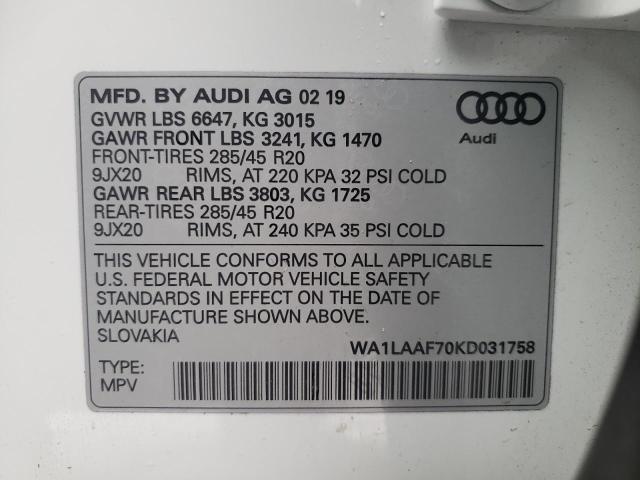 MFD. BY AUDI AG 02 19
GVWR LBS 6647, KG 3015
GAWR FRONT LBS 3241, KG 1470
FRONT-TIRES 285/45 R20
9JX20 RIMS, AT 220 KPA 32 PSI COLD
GAWR REAR LBS 3803, KG 1725
REAR-TIRES 285/45 R20
9JX20 RIMS, AT 240 KPA 35 PSI COLD
Audi
THIS VEHICLE CONFORMS TO ALL APPLICABLE
U.S. FEDERAL MOTOR VEHICLE SAFETY
STANDARDS IN EFFECT ON THE DATE OF
MANUFACTURE SHOWN ABOVE.
SLOVAKIA
WA1LAAF70KD031758
TYPE:
MPV